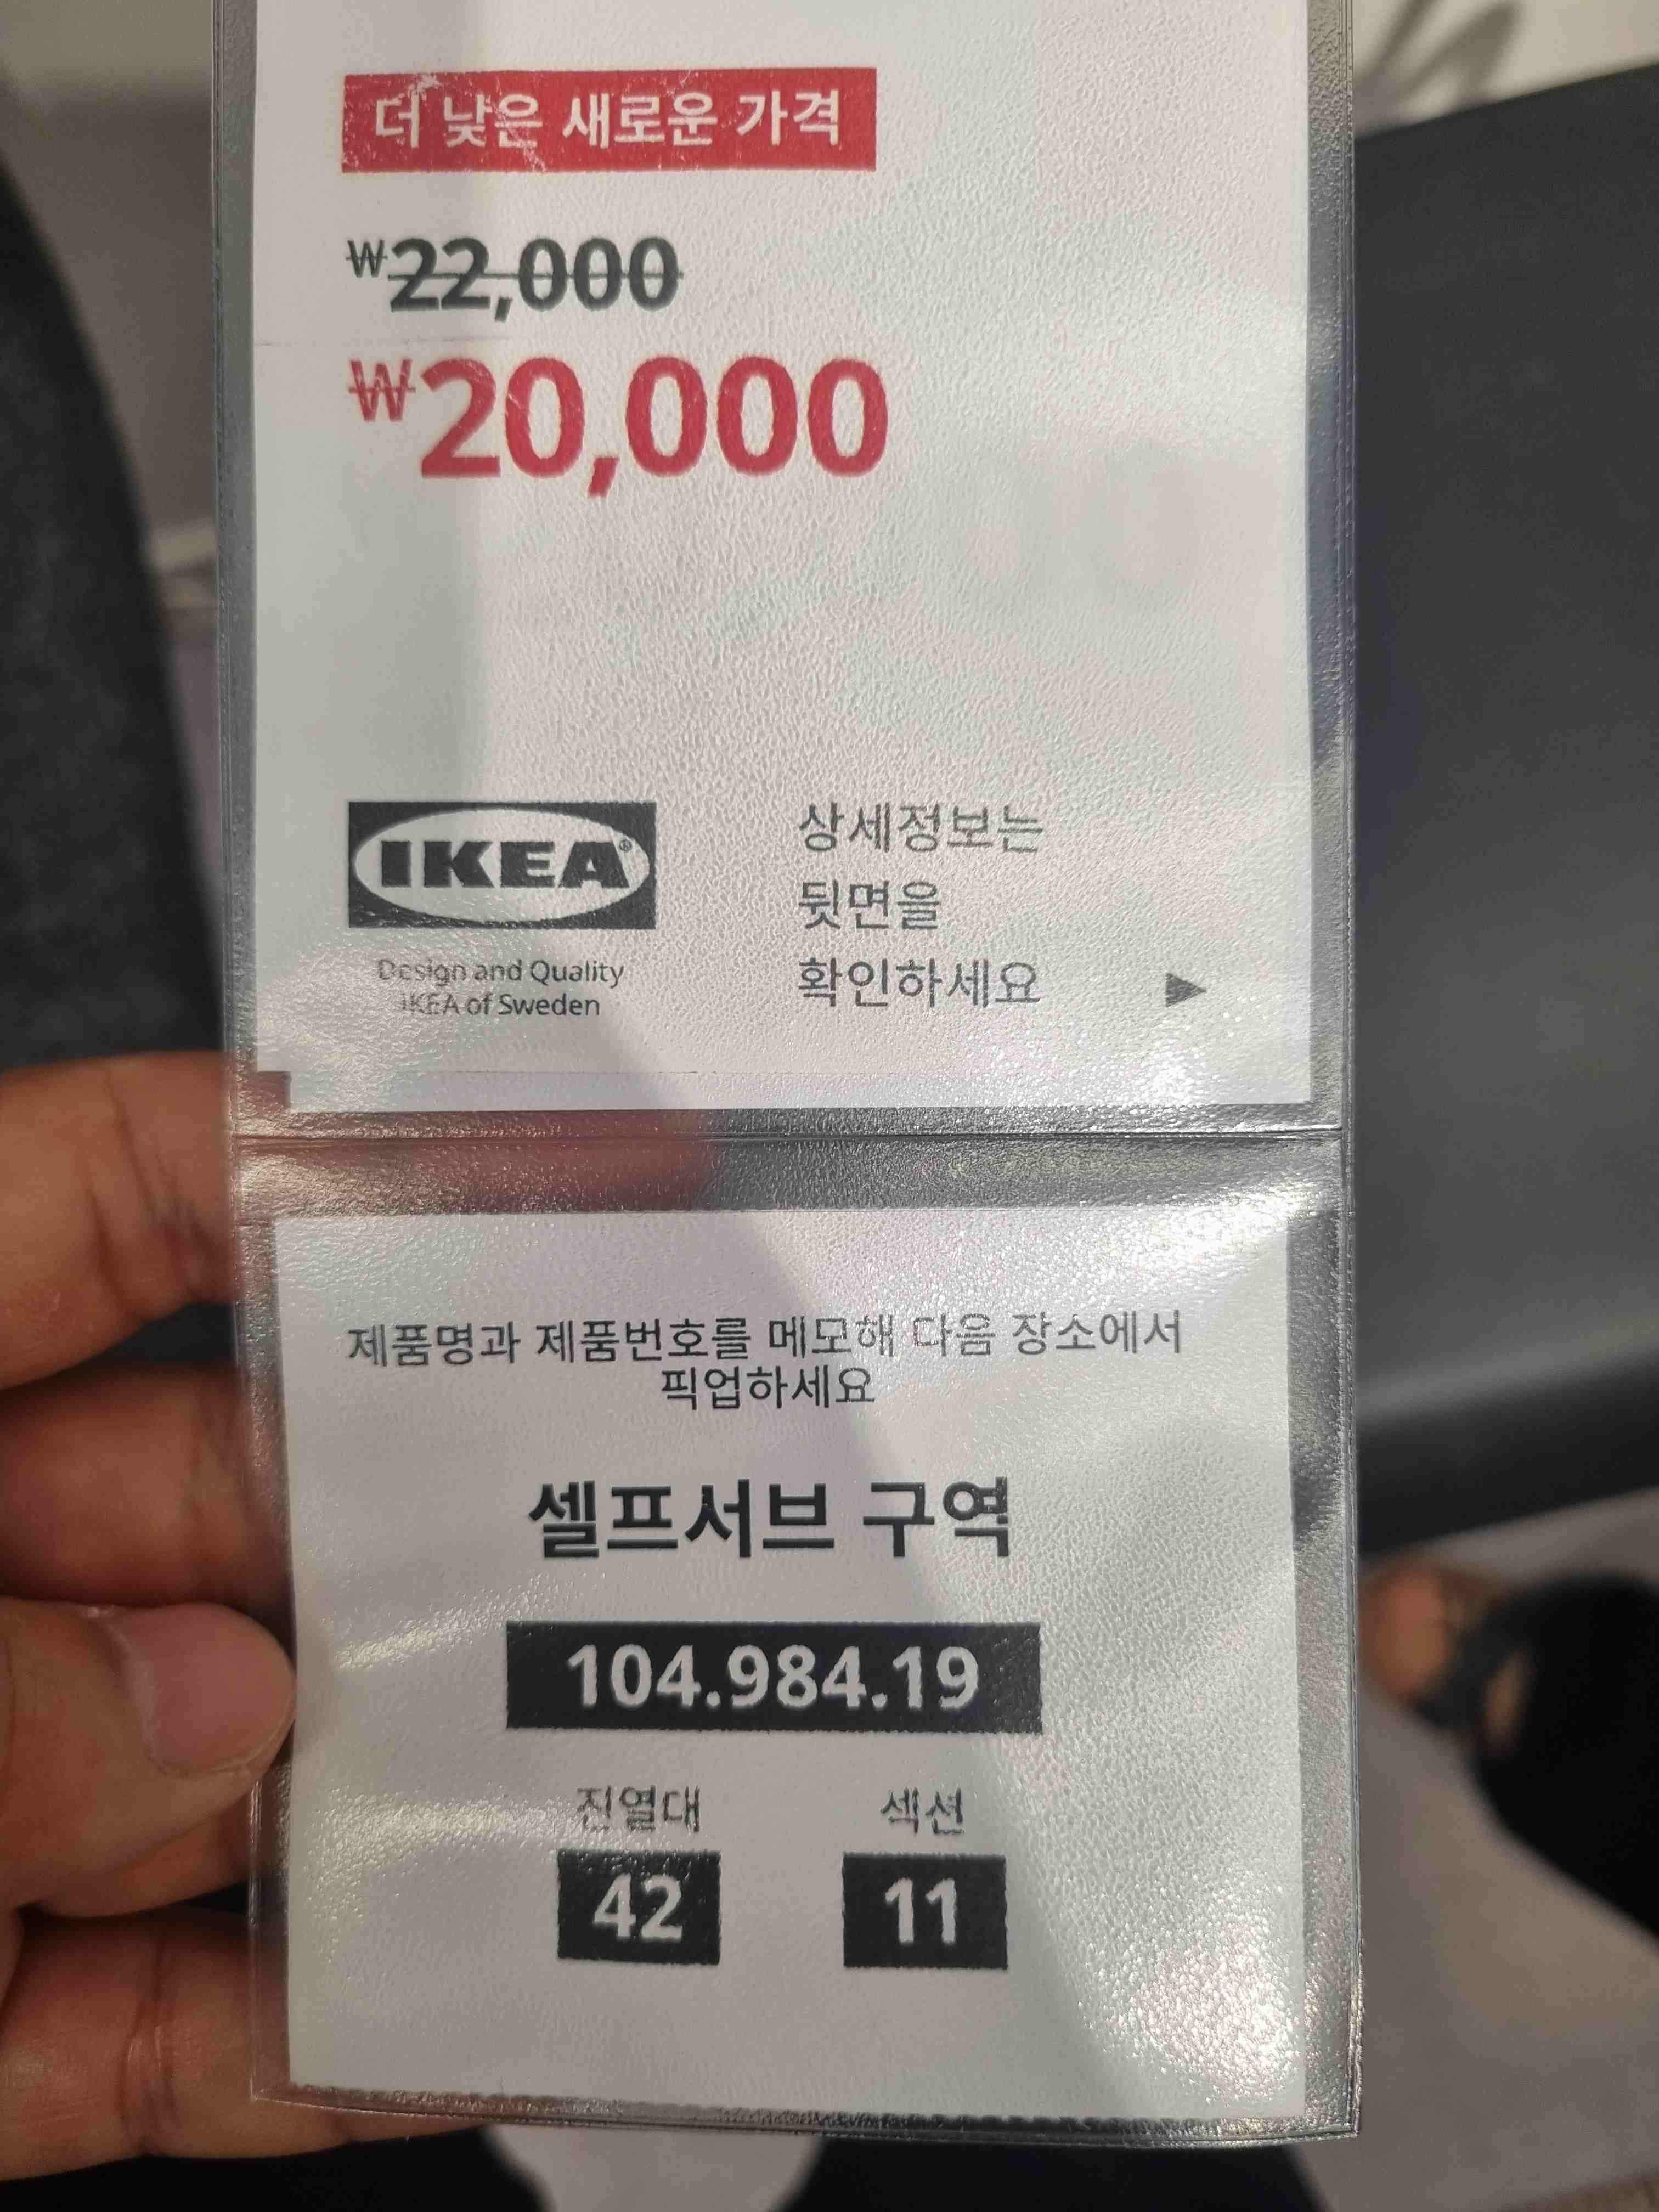 더 낮은 새로운 가격
₩22,000
₩20,000
IKEA®
Design and Quality
IKEA of Sweden
상세정보는
뒷면을
확인하세요
제품명과 제품번호를 메모해 다음 장소에서
픽업하세요
셀프서브 구역
104.984.19
진열대 섹션
42 11